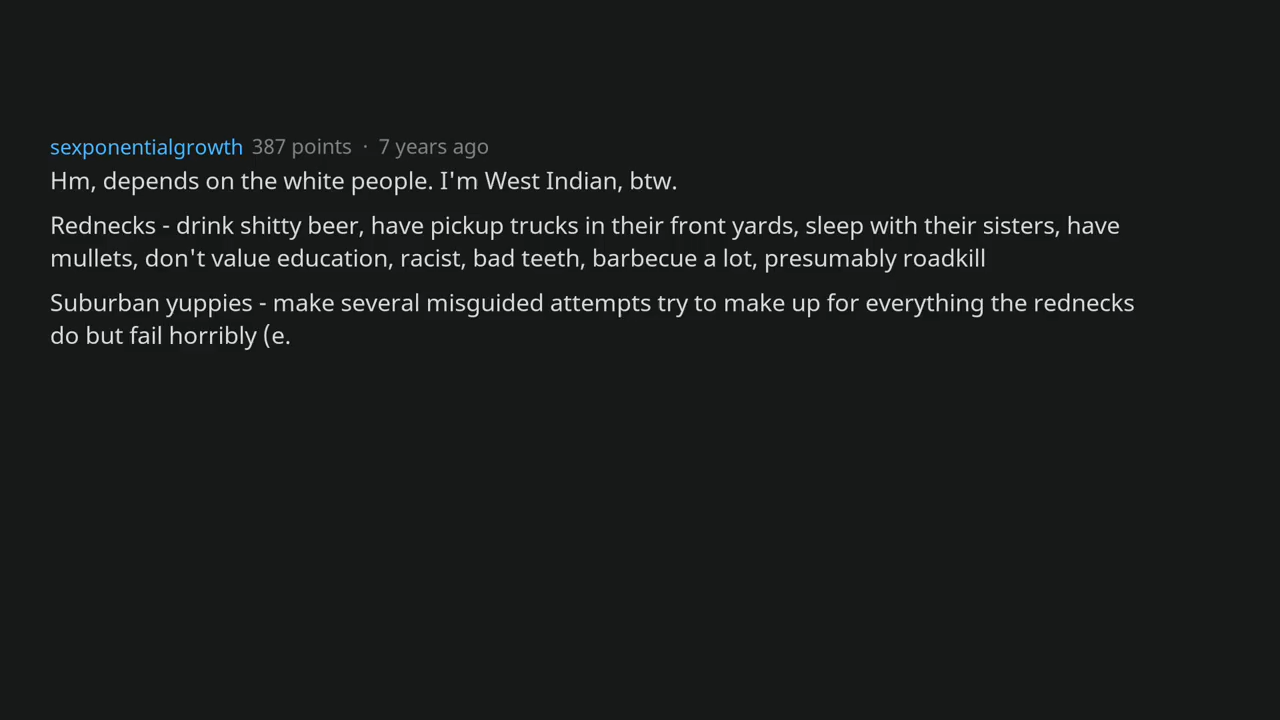 sexponentialgrowth 387 points · 7 years ago
Hm, depends on the white people. I'm West Indian, btw.
Rednecks - drink shitty beer, have pickup trucks in their front yards, sleep with their sisters, have
mullets, don't value education, racist, bad teeth, barbecue a lot, presumably roadkill
Suburban yuppies - make several misguided attempts try to make up for everything the rednecks
do but fail horribly (e.